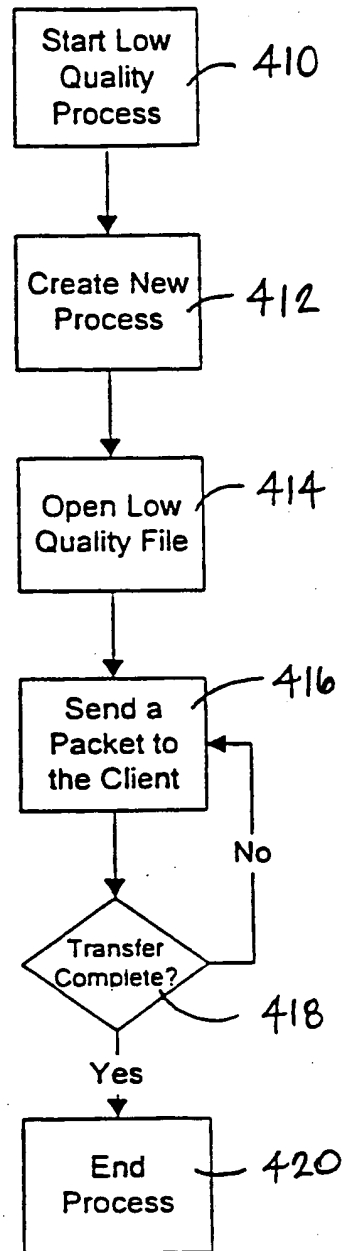 Start Low
Quality
Process
410
Create New
Process
412
Open Low
Quality File
414
Send a
Packet to
the Client
416
No
Transfer
Complete?
418
Yes
End
Process
420